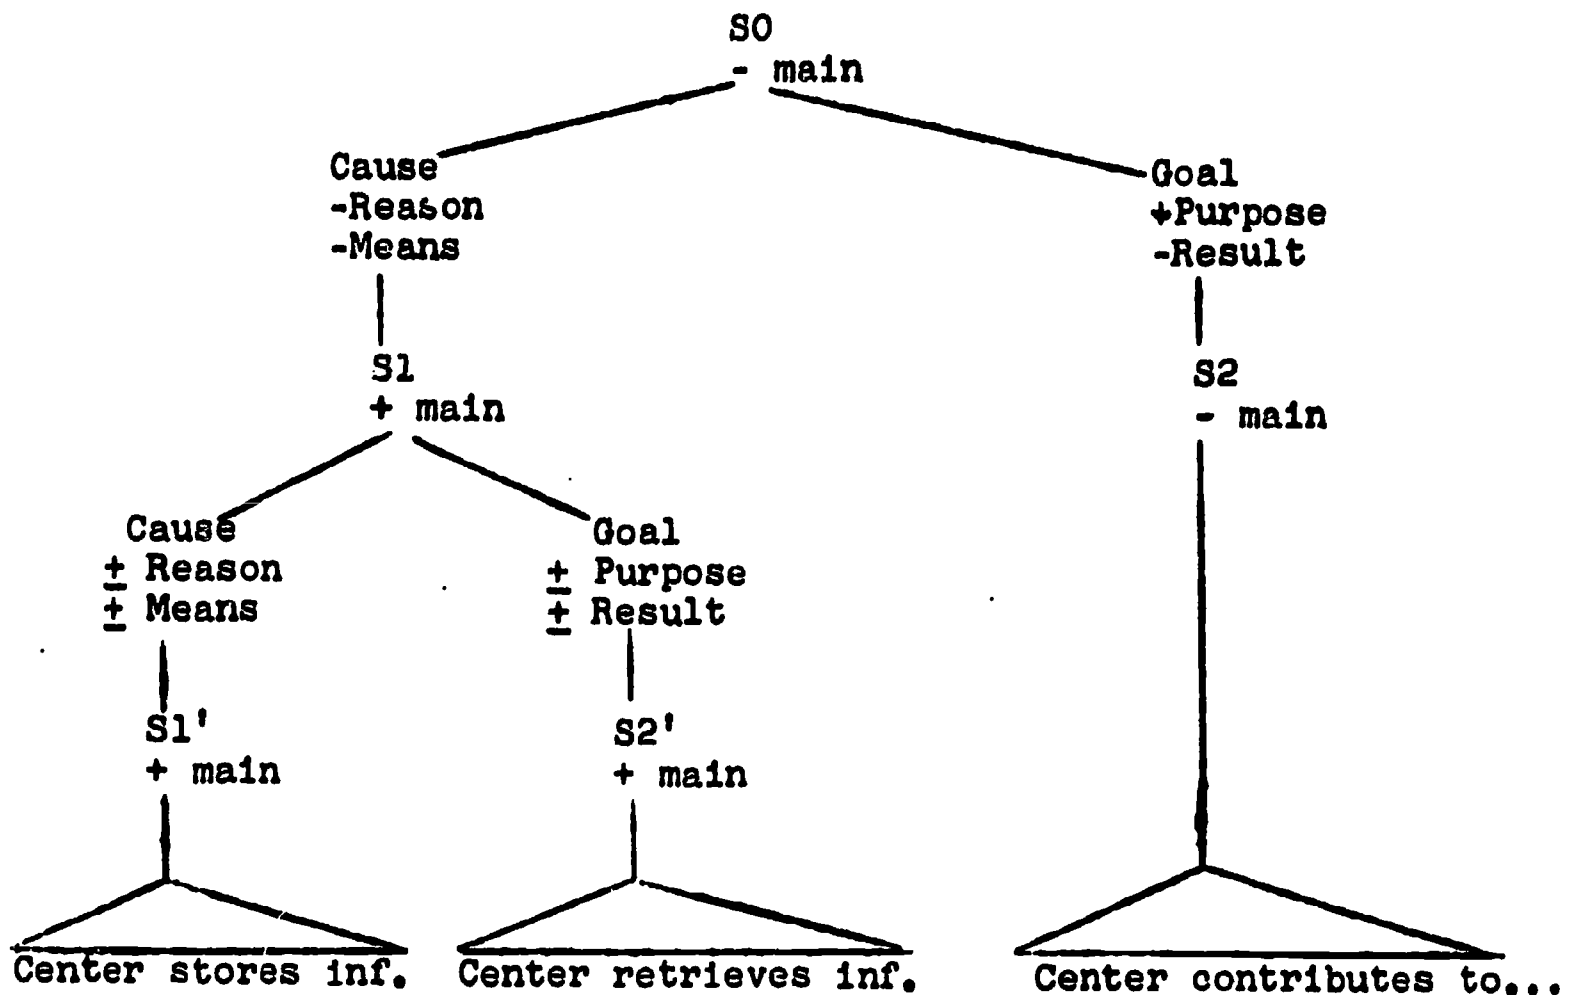 S0
- main
Cause
-Reason
-Means
Goal
+Purpose
-Result
S1
+ main
S2
- main
Cause
± Reason
± Means
Goal
± Purpose
± Result
S1'
+ main
S2'
+ main
Center stores inf.
Center retrieves inf.
Center contributes to...